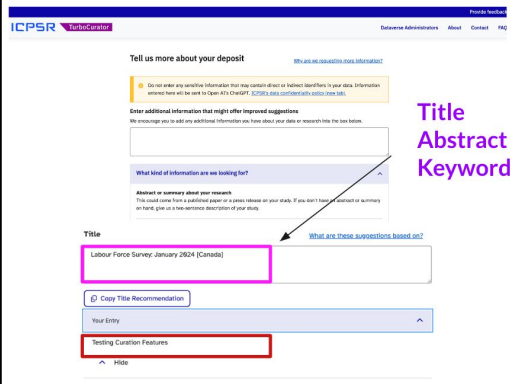 Provide feedback
ICPSR TurboCurator
Dataverse Administrators About Contact FAQ
Tell us more about your deposit
Why are we requesting more information?
Do not enter any sensitive information that may contain direct or indirect identifiers in your data. Information
entered here will be sent to Open AI's ChatGPT. ICPSR's data confidentiality policy (new tab).
Enter additional information that might offer improved suggestions
We encourage you to add any additional information you have about your data or research into the box below.
What kind of information are we looking for?
Abstract or summary about your research
This could come from a published paper or a press release on your study. If you don't have an abstract or summary
on hand, give us a two-sentence description of your study.
Title
Abstract
Keyword
Title
What are these suggestions based on?
Labour Force Survey: January 2024 [Canada]
Copy Title Recommendation
Your Entry
Testing Curation Features
Hide